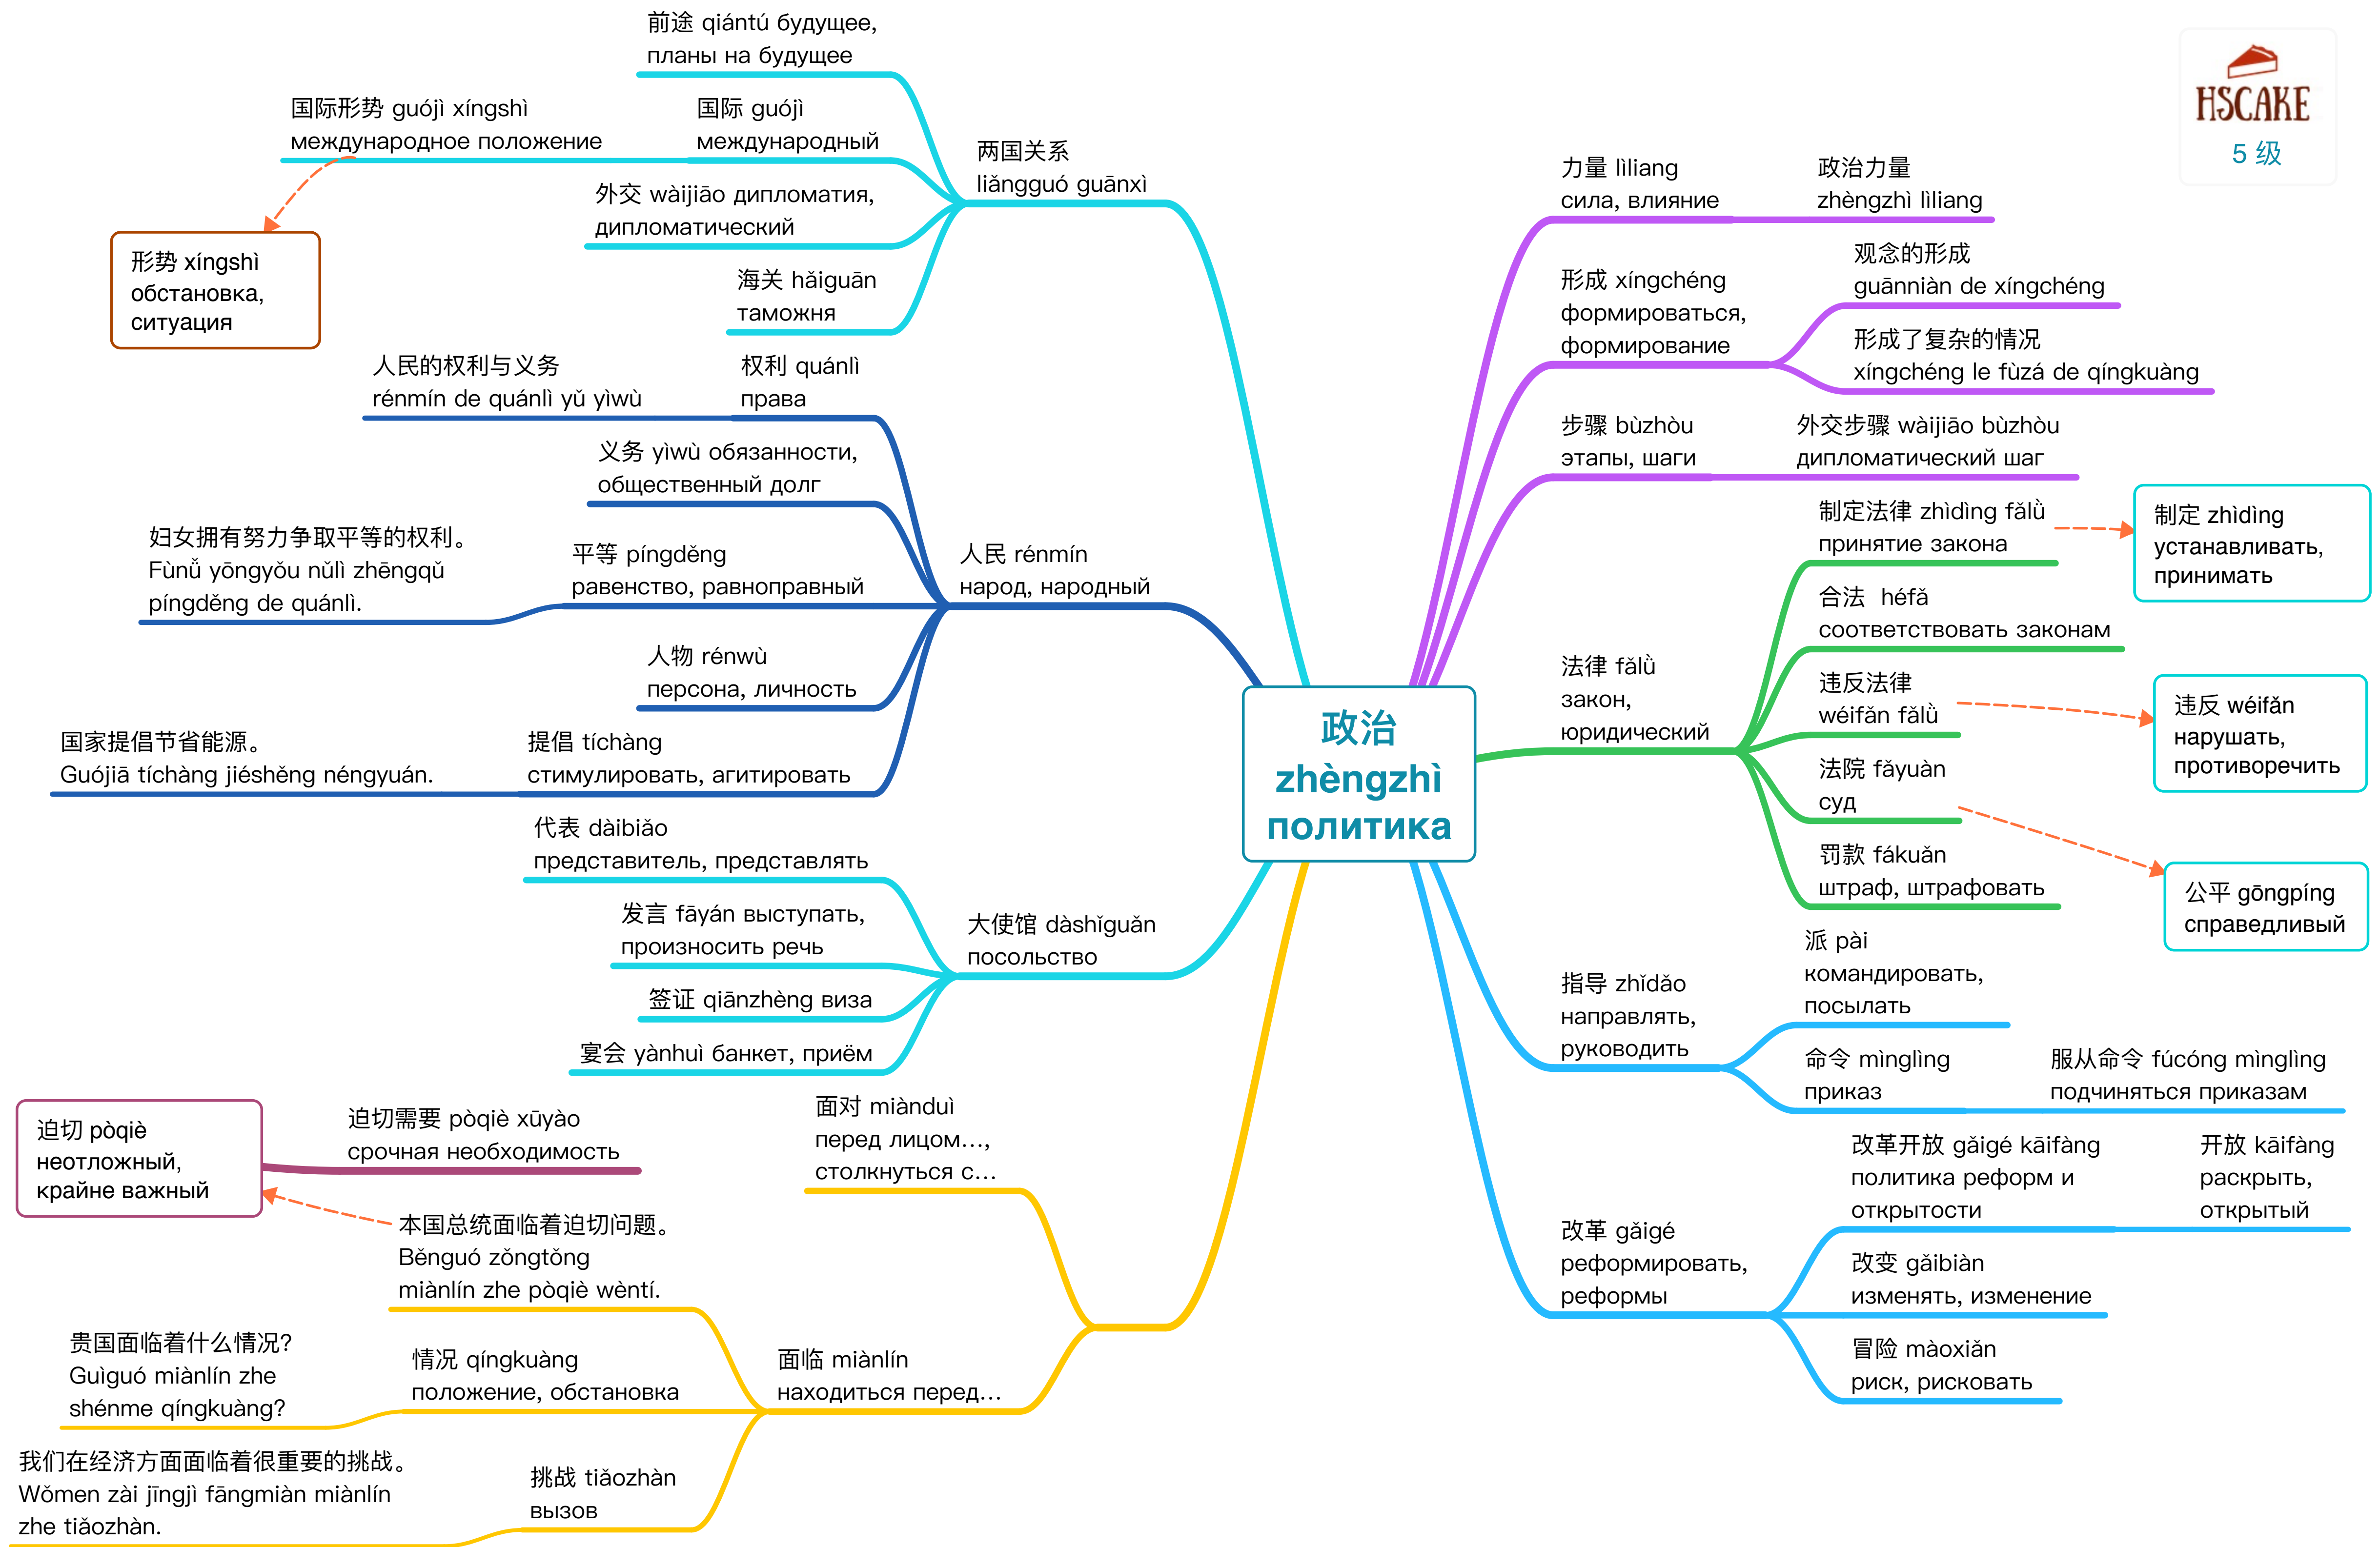 前途 qiántú будущее,
планы на будущее
国际形势 guójì xíngshì
международное положение
国际 guójì
международный
外交 wàijiāo дипломатия,
дипломатический
海关 hǎiguān
таможня
两国关系
liǎngguó guānxì
形势 xíngshì
обстановка,
ситуация
人民的权利与义务
rénmín de quánlì yǔ yìwù
权利 quánlì
права
义务 yìwù обязанности,
общественный долг
妇女拥有努力争取平等的权利。
Fùnǚ yōngyǒu nǔlì zhēngqǔ
píngděng de quánlì.
平等 píngděng
равенство, равноправный
人民 rénmín
народ, народный
人物 rénwù
персона, личность
国家提倡节省能源。
Guójiā tíchàng jiéshěng néngyuán.
提倡 tíchàng
стимулировать, агитировать
代表 dàibiǎo
представитель, представлять
发言 fāyán выступать,
произносить речь
签证 qiānzhèng виза
宴会 yànhuì банкет, приём
大使馆 dàshǐguǎn
посольство
迫切 pòqiè
неотложный,
крайне важный
迫切需要 pòqiè xūyào
срочная необходимость
面对 miànduì
перед лицом…,
столкнуться с…
本国总统面临着迫切问题。
Běnguó zǒngtǒng
miànlín zhe pòqiè wèntí.
贵国面临着什么情况?
Guìguó miànlín zhe
shénme qíngkuàng?
情况 qíngkuàng
положение, обстановка
面临 miànlín
находиться перед…
我们在经济方面面临着很重要的挑战。
Wǒmen zài jīngjì fāngmiàn miànlín
zhe tiǎozhàn.
挑战 tiǎozhàn
вызов
政治
zhèngzhì
политика
HSCAKE
5 级
力量 lìliang
сила, влияние
政治力量
zhèngzhì lìliang
形成 xíngchéng
формироваться,
формирование
观念的形成
guānniàn de xíngchéng
形成了复杂的情况
xíngchéng le fùzá de qíngkuàng
步骤 bùzhòu
этапы, шаги
外交步骤 wàijiāo bùzhòu
дипломатический шаг
法律 fǎlǜ
закон,
юридический
制定法律 zhìdìng fǎlǜ
принятие закона
制定 zhìdìng
устанавливать,
принимать
合法 héfǎ
соответствовать законам
违反法律
wéifǎn fǎlǜ
违反 wéifǎn
нарушать,
противоречить
法院 fǎyuàn
суд
罚款 fákuǎn
штраф, штрафовать
公平 gōngpíng
справедливый
指导 zhǐdǎo
направлять,
руководить
派 pài
командировать,
посылать
命令 mìnglìng
приказ
服从命令 fúcóng mìnglìng
подчиняться приказам
改革 gǎigé
реформировать,
реформы
改革开放 gǎigé kāifàng
политика реформ и
открытости
开放 kāifàng
раскрыть,
открытый
改变 gǎibiàn
изменять, изменение
冒险 màoxiǎn
риск, рисковать